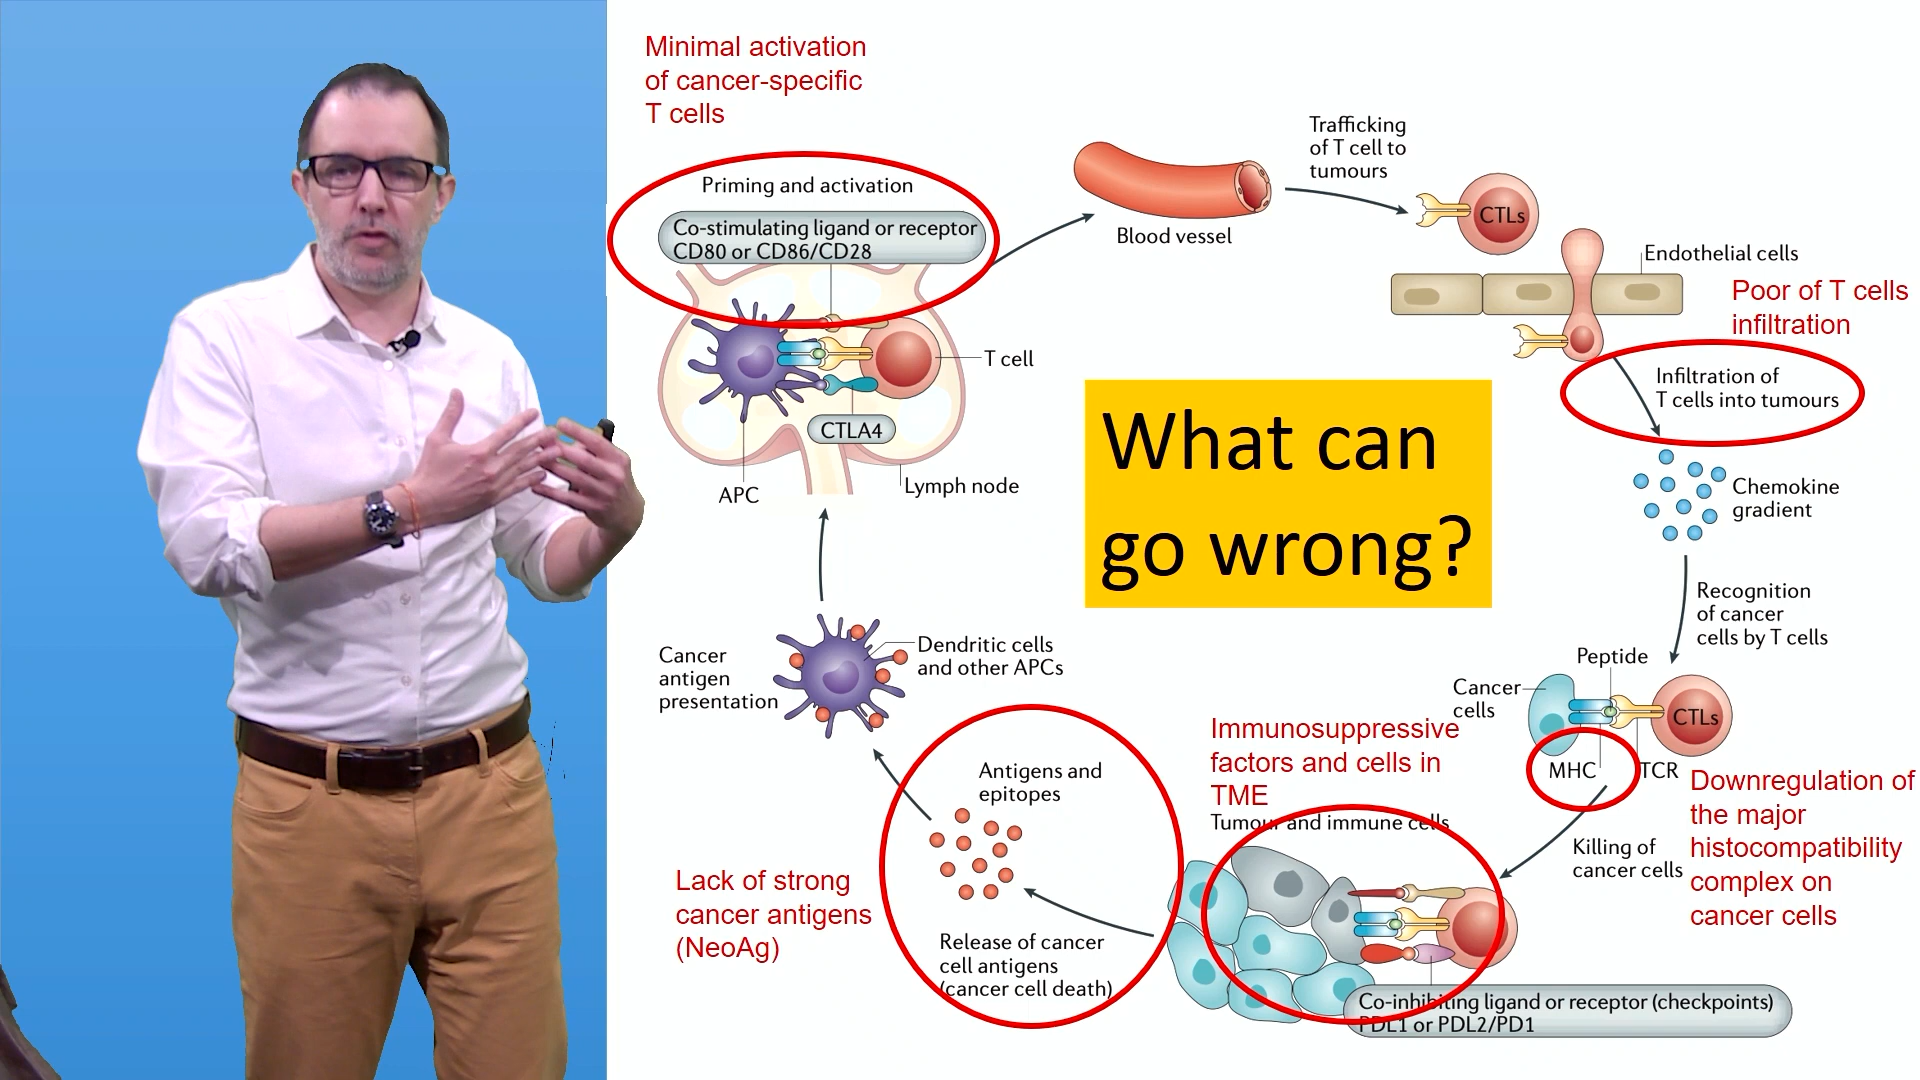 Minimal activation
of cancer-specific
T cells
Priming and activation
Co-stimulating ligand or receptor
CD80 or CD86/CD28
T cell
CTLA4
APC
Lymph node
Blood vessel
Trafficking
of T cell to
tumours
CTLs
Endothelial cells
Poor of T cells
infiltration
Infiltration of
T cells into tumours
Chemokine
gradient
What can
go wrong?
Recognition
of cancer
cells by T cells
Peptide
Cancer
cells
CTLs
MHC
TCR
Downregulation of
the major
histocompatibility
complex on
cancer cells
Killing of
cancer cells
Immunosuppressive
factors and cells in
TME
Tumour and immune cells
Co-inhibiting ligand or receptor (checkpoints)
PDL1 or PDL2/PD1
Antigens and
epitopes
Release of cancer
cell antigens
(cancer cell death)
Lack of strong
cancer antigens
(NeoAg)
Cancer
antigen
presentation
Dendritic cells
and other APCs